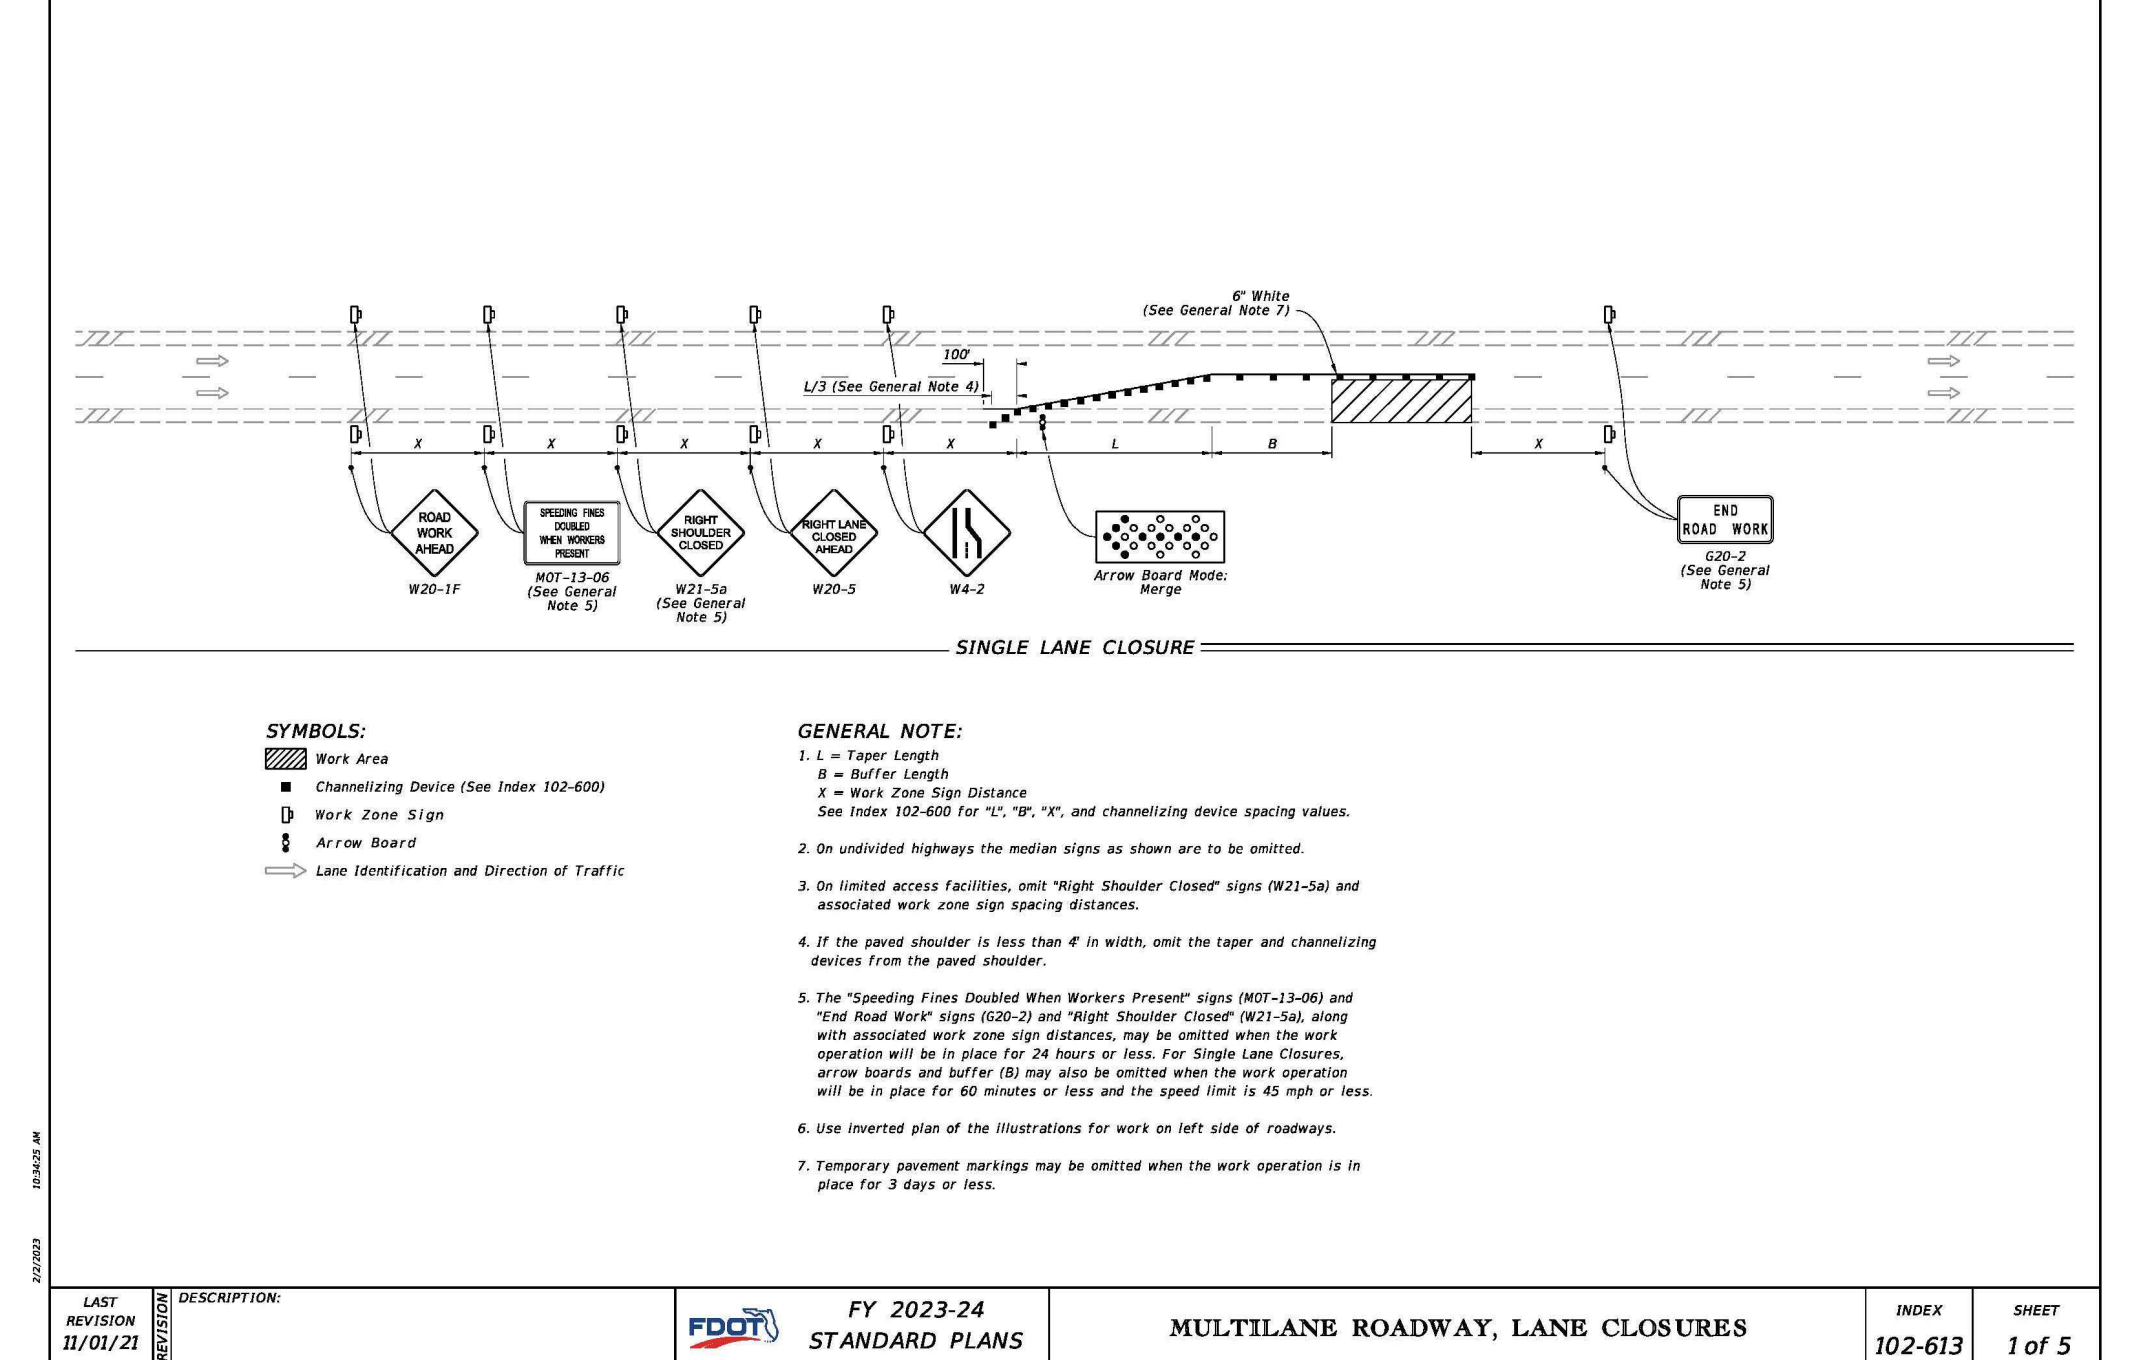 6" White
(See General Note 7)
100'
L/3 (See General Note 4)
X
X
X
X
X
L
B
X
ROAD
WORK
AHEAD
W20-1F
SPEEDING FINES
DOUBLED
WHEN WORKERS
PRESENT
MOT-13-06
(See General
Note 5)
RIGHT
SHOULDER
CLOSED
W21-5a
(See General
Note 5)
RIGHT LANE
CLOSED
AHEAD
W20-5
W4-2
Arrow Board Mode:
Merge
END
ROAD WORK
G20-2
(See General
Note 5)
SINGLE LANE CLOSURE
SYMBOLS:
Work Area
Channelizing Device (See Index 102-600)
Work Zone Sign
Arrow Board
Lane Identification and Direction of Traffic
GENERAL NOTE:
1. L = Taper Length
B = Buffer Length
X = Work Zone Sign Distance
See Index 102-600 for "L", "B", "X", and channelizing device spacing values.
2. On undivided highways the median signs as shown are to be omitted.
3. On limited access facilities, omit "Right Shoulder Closed" signs (W21-5a) and
associated work zone sign spacing distances.
4. If the paved shoulder is less than 4' in width, omit the taper and channelizing
devices from the paved shoulder.
5. The "Speeding Fines Doubled When Workers Present" signs (MOT-13-06) and
"End Road Work" signs (G20-2) and "Right Shoulder Closed" (W21-5a), along
with associated work zone sign distances, may be omitted when the work
operation will be in place for 24 hours or less. For Single Lane Closures,
arrow boards and buffer (B) may also be omitted when the work operation
will be in place for 60 minutes or less and the speed limit is 45 mph or less.
6. Use inverted plan of the illustrations for work on left side of roadways.
7. Temporary pavement markings may be omitted when the work operation is in
place for 3 days or less.
2/2/2023 10:34:25 AM
LAST
REVISION
11/01/21
REVISION
DESCRIPTION:
FDOT
FY 2023-24
STANDARD PLANS
MULTILANE ROADWAY, LANE CLOSURES
INDEX
102-613
SHEET
1 of 5